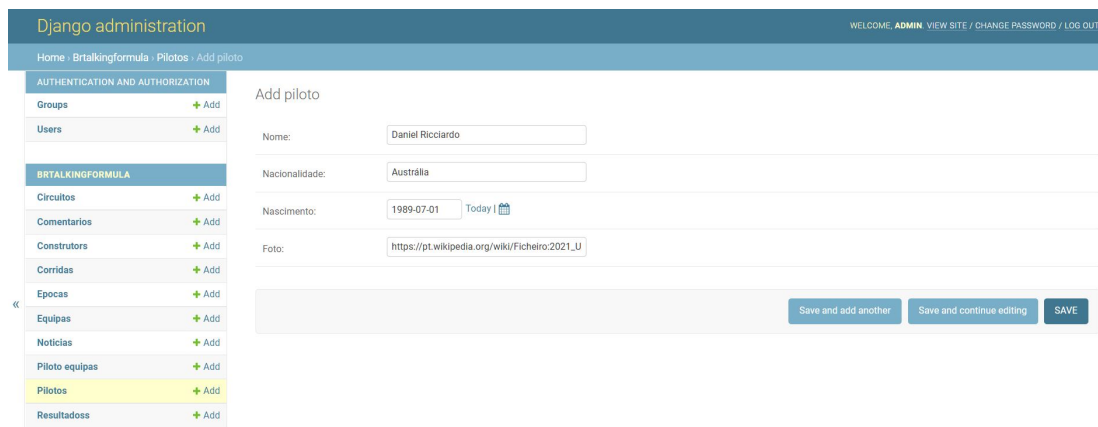 Django administration
WELCOME, ADMIN. VIEW SITE / CHANGE PASSWORD / LOG OUT
Home › Brtalkingformula › Pilotos › Add piloto
AUTHENTICATION AND AUTHORIZATION
Groups + Add
Users + Add
BRTALKINGFORMULA
Circuitos + Add
Comentarios + Add
Construtors + Add
Corridas + Add
Epocas + Add
Equipas + Add
Noticias + Add
Piloto equipas + Add
Pilotos + Add
Resultadoss + Add
«
Add piloto
Nome: Daniel Ricciardo
Nacionalidade: Austrália
Nascimento: 1989-07-01 Today |
Foto: https://pt.wikipedia.org/wiki/Ficheiro:2021_U
Save and add another Save and continue editing SAVE